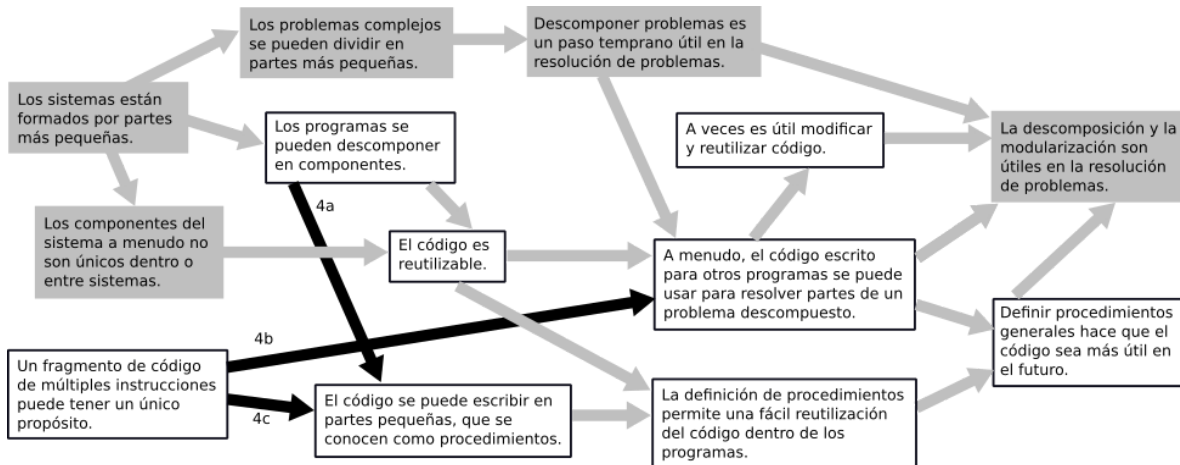 Los problemas complejos
se pueden dividir en
partes más pequeñas.
Descomponer problemas es
un paso temprano útil en la
resolución de problemas.
Los sistemas están
formados por partes
más pequeñas.
Los programas se
pueden descomponer
en componentes.
A veces es útil modificar
y reutilizar código.
La descomposición y la
modularización son
útiles en la resolución
de problemas.
4a
Los componentes del
sistema a menudo no
son únicos dentro o
entre sistemas.
El código es
reutilizable.
A menudo, el código escrito
para otros programas se puede
usar para resolver partes de un
problema descompuesto.
Definir procedimientos
generales hace que el
código sea más útil en
el futuro.
4b
Un fragmento de código
de múltiples instrucciones
puede tener un único
propósito.
4c
El código se puede escribir en
partes pequeñas, que se
conocen como procedimientos.
La definición de procedimientos
permite una fácil reutilización
del código dentro de los
programas.